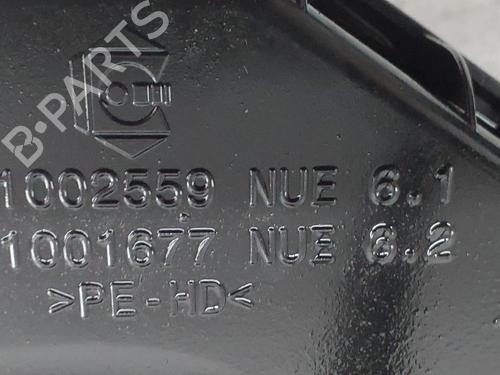 B-PARTS
1002559 NUE 6.1
1001677 NUE 6.2
>PE-HD<